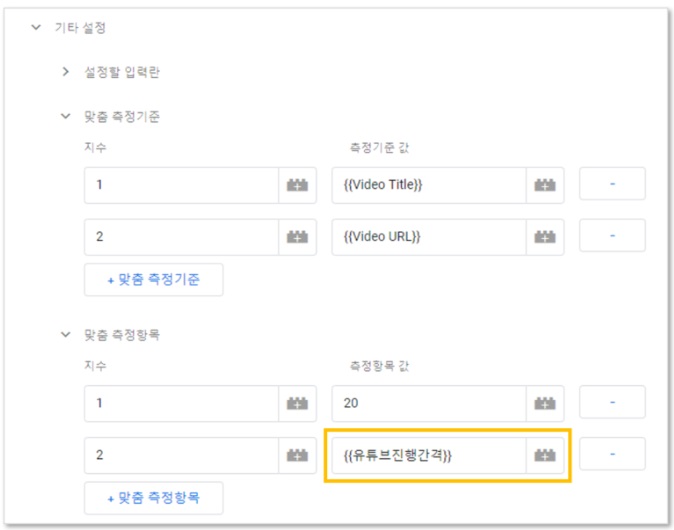 기타 설정
설정할 입력란
맞춤 측정기준
지수 측정기준 값
1 {{Video Title}} -
2 {{Video URL}} -
+ 맞춤 측정기준
맞춤 측정항목
지수 측정항목 값
1 20 -
2 {{유튜브진행간격}} -
+ 맞춤 측정항목